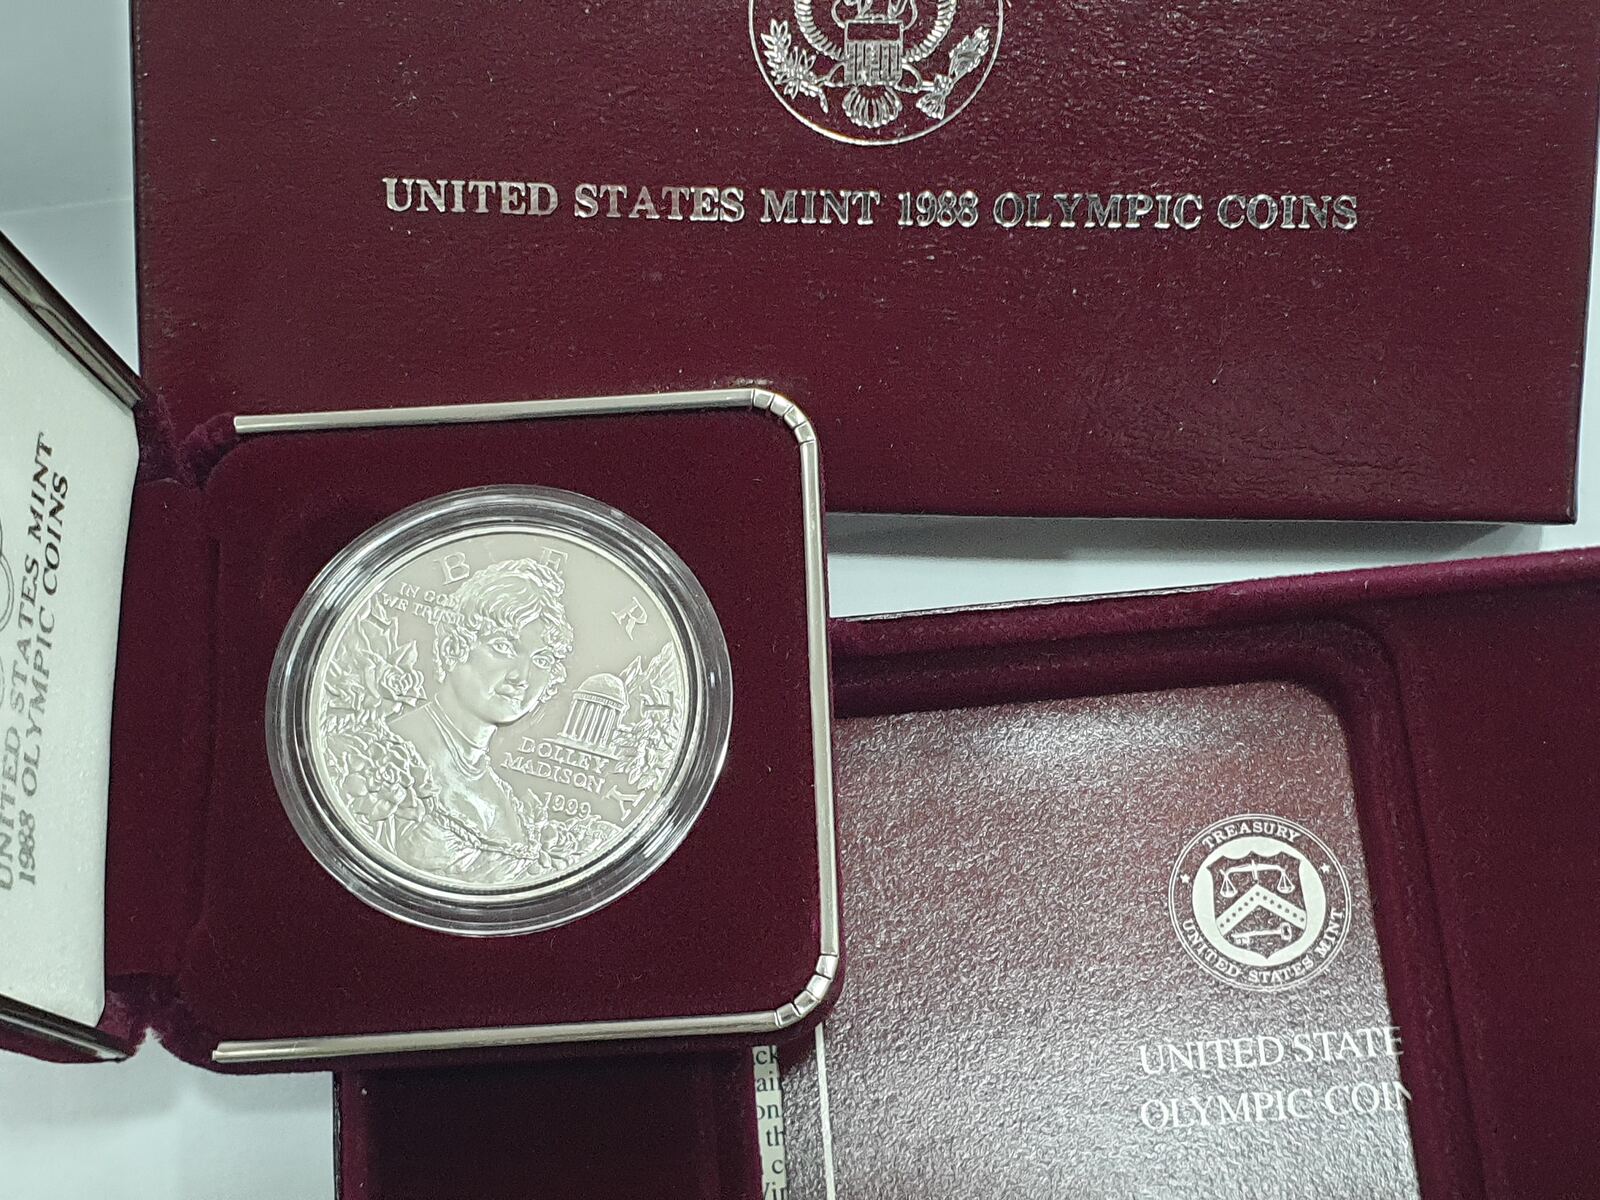 UNITED STATES MINT 1988 OLYMPIC COINS
UNITED STATES MINT
1988 OLYMPIC COINS
LIBERTY
IN GOD
WE TRUST
DOLLEY
MADISON
1999
TREASURY
UNITED STATES MINT
UNITED STATE
OLYMPIC COIN